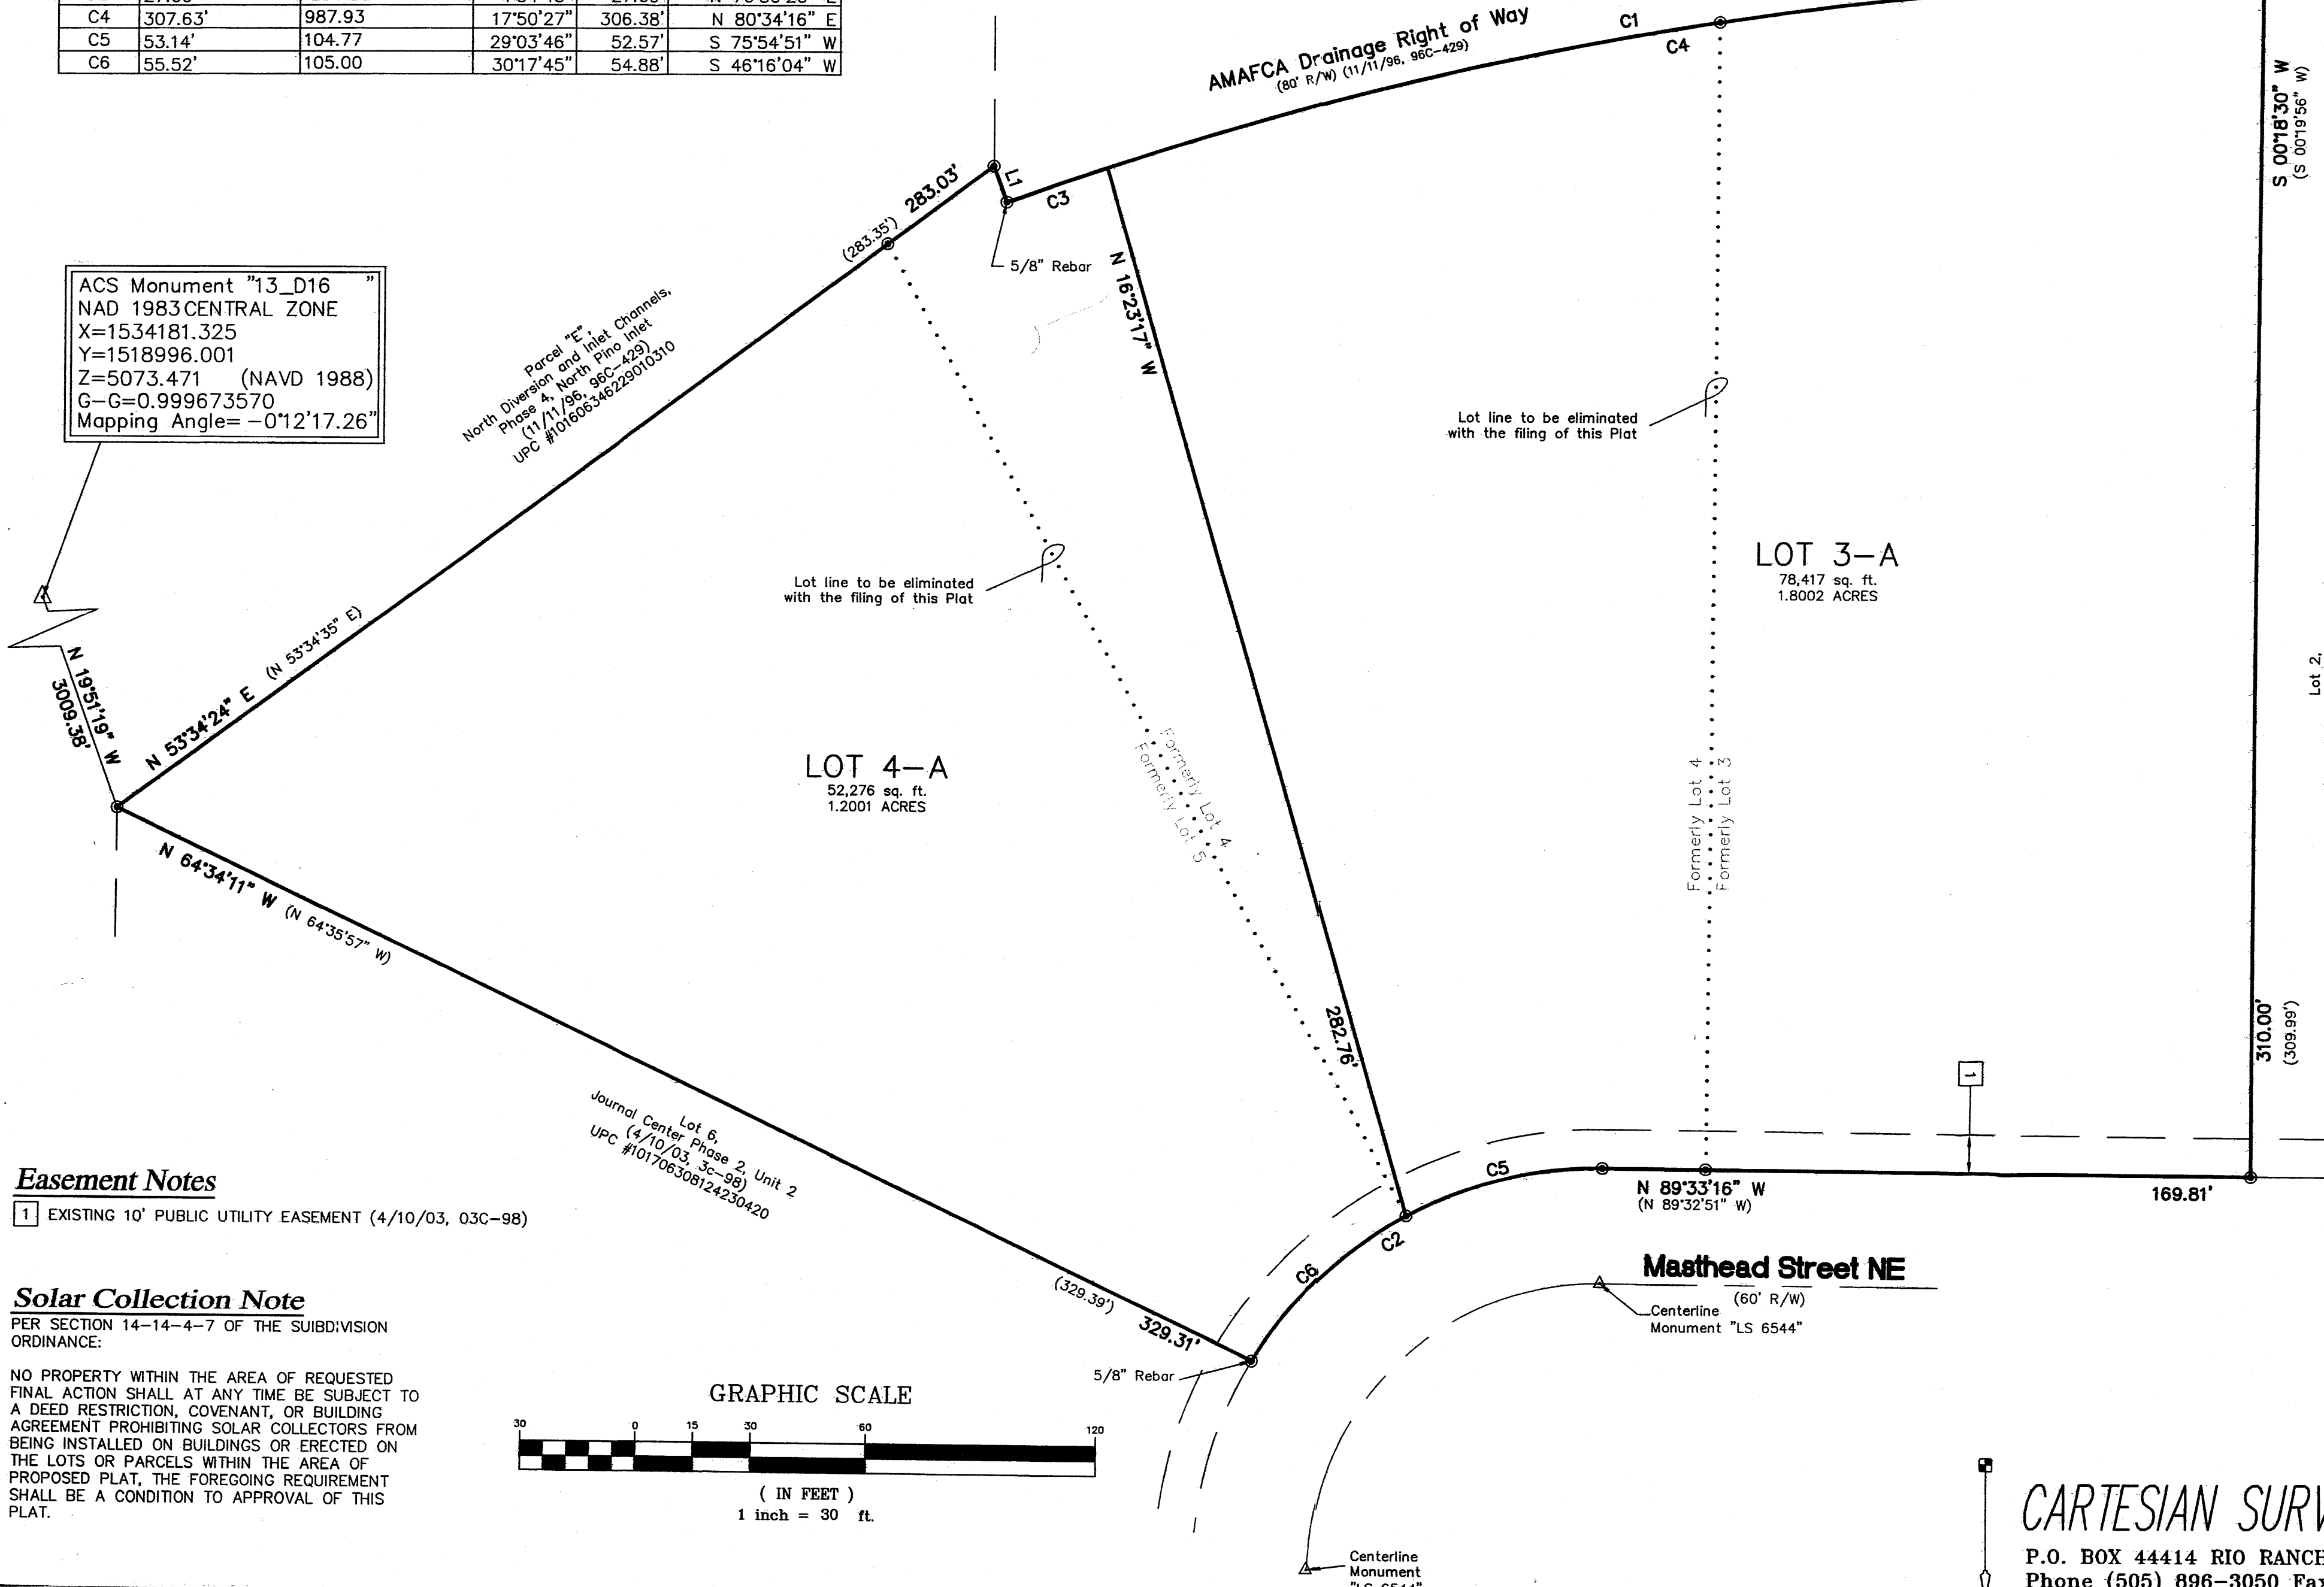 C4 307.63' 987.93 17°50'27" 306.38' N 80°34'16" E
C5 53.14' 104.77 29°03'46" 52.57' S 75°54'51" W
C6 55.52' 105.00 30°17'45" 54.88' S 46°16'04" W
AMAFCA Drainage Right of Way
(80' R/W) (11/11/96, 96C-429)
C1
C4
S 00°18'30" W
(S 00°19'56" W)
L1
C3
283.03'
(283.35')
5/8" Rebar
N 16°23'17" W
ACS Monument "13_D16 "
NAD 1983 CENTRAL ZONE
X=1534181.325
Y=1518996.001
Z=5073.471 (NAVD 1988)
G-G=0.999673570
Mapping Angle= -0°12'17.26"
Parcel "E",
North Diversion and Inlet Channels,
Phase 4, North Pino Inlet
(11/11/96, 96C-429)
UPC #101606346229010310
Lot line to be eliminated
with the filing of this Plat
LOT 3-A
78,417 sq. ft.
1.8002 ACRES
Lot line to be eliminated
with the filing of this Plat
N 53°34'24" E
(N 53°34'35" E)
N 19°51'19" W
3009.38'
Lot 2,
LOT 4-A
52,276 sq. ft.
1.2001 ACRES
Formerly Lot 4
Formerly Lot 5
Formerly Lot 4
Formerly Lot 3
N 64°34'11" W
(N 64°35'57" W)
282.76'
310.00'
(309.99')
1
Lot 6,
Journal Center Phase 2, Unit 2
(4/10/03, 3c-98)
UPC #101706308124230420
C5
N 89°33'16" W
(N 89°32'51" W)
169.81'
C2
C6
Masthead Street NE
(60' R/W)
Centerline
Monument "LS 6544"
(329.39')
329.31'
5/8" Rebar
Easement Notes
1 EXISTING 10' PUBLIC UTILITY EASEMENT (4/10/03, 03C-98)
Solar Collection Note
PER SECTION 14-14-4-7 OF THE SUIBDIVISION
ORDINANCE:
NO PROPERTY WITHIN THE AREA OF REQUESTED
FINAL ACTION SHALL AT ANY TIME BE SUBJECT TO
A DEED RESTRICTION, COVENANT, OR BUILDING
AGREEMENT PROHIBITING SOLAR COLLECTORS FROM
BEING INSTALLED ON BUILDINGS OR ERECTED ON
THE LOTS OR PARCELS WITHIN THE AREA OF
PROPOSED PLAT, THE FOREGOING REQUIREMENT
SHALL BE A CONDITION TO APPROVAL OF THIS
PLAT.
GRAPHIC SCALE
30 0 15 30 60 120
( IN FEET )
1 inch = 30 ft.
Centerline
Monument
"LS 6544"
CARTESIAN SURV
P.O. BOX 44414 RIO RANCH
Phone (505) 896-3050 Fax